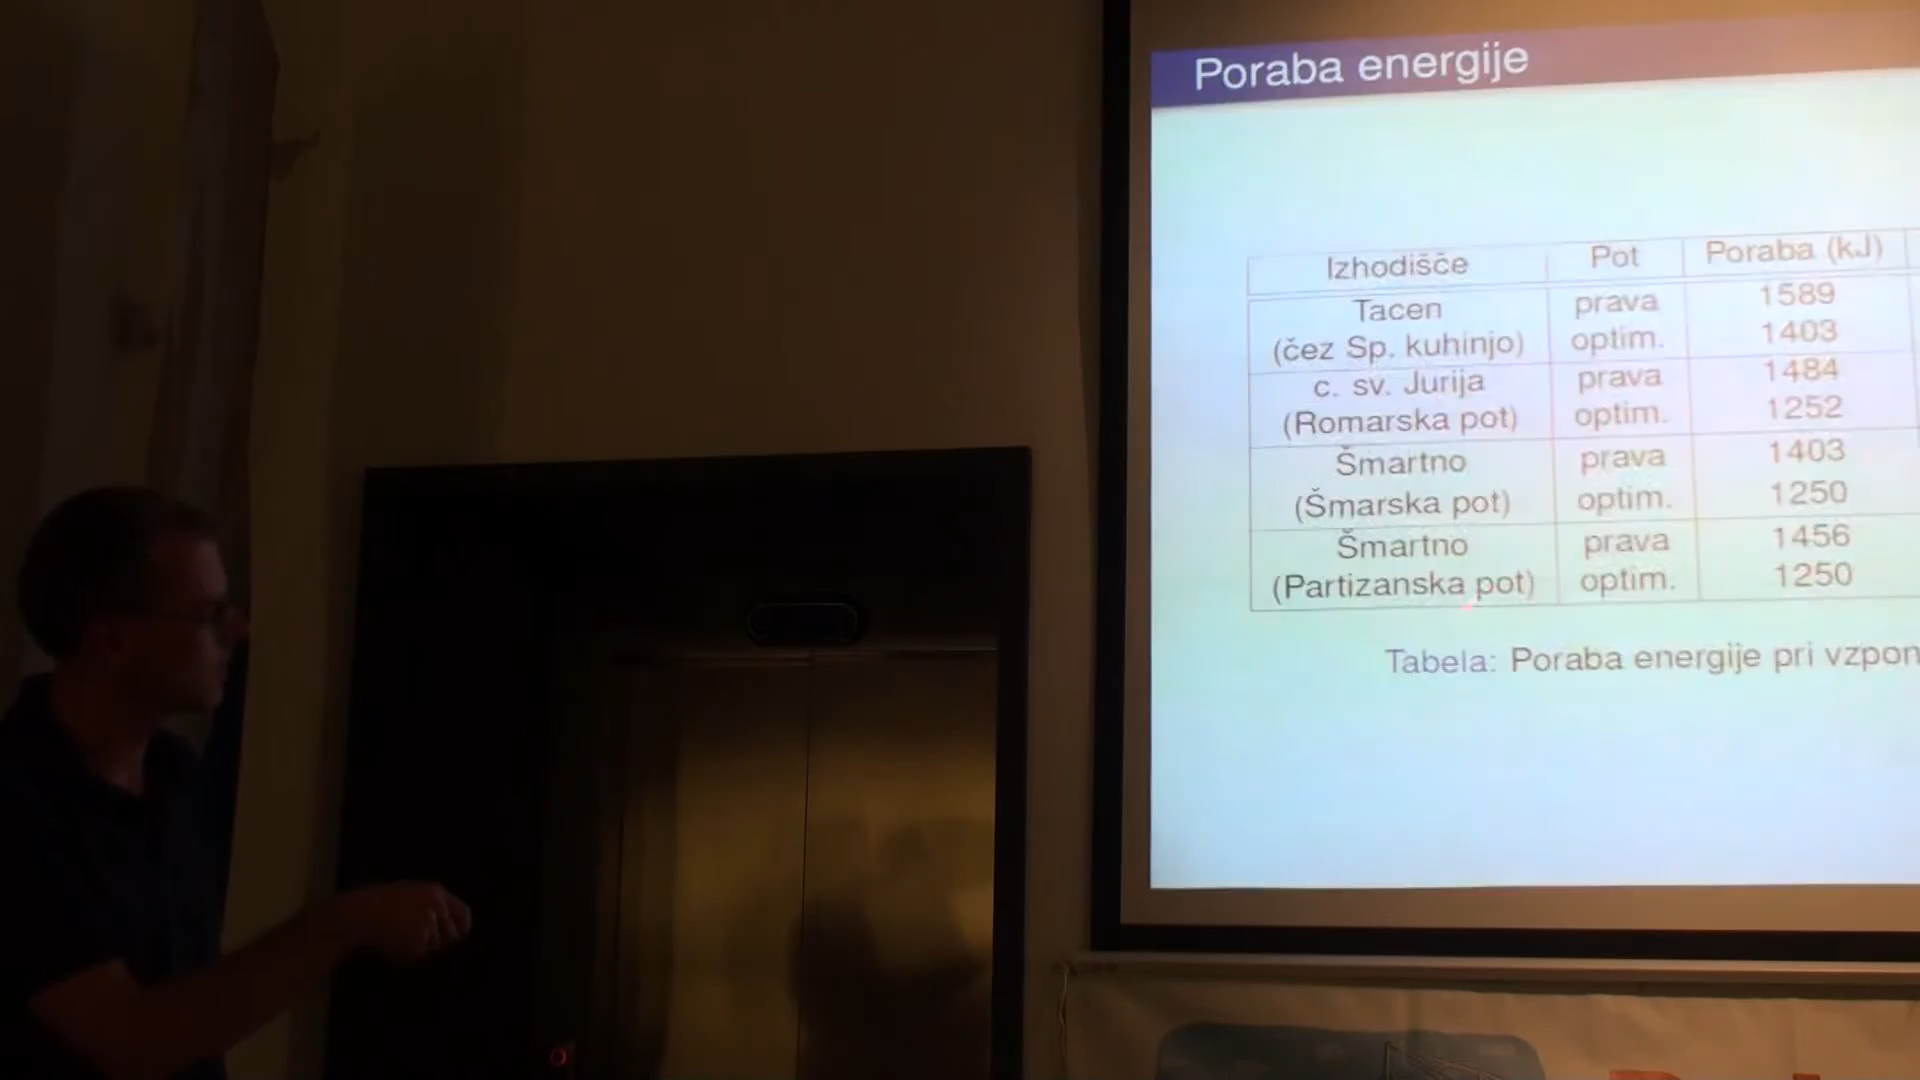 Poraba energije
Izhodišče Pot Poraba (kJ)
Tacen prava 1589
(čez Sp. kuhinjo) optim. 1403
c. sv. Jurija prava 1484
(Romarska pot) optim. 1252
Šmartno prava 1403
(Šmarska pot) optim. 1250
Šmartno prava 1456
(Partizanska pot) optim. 1250
Tabela: Poraba energije pri vzpon